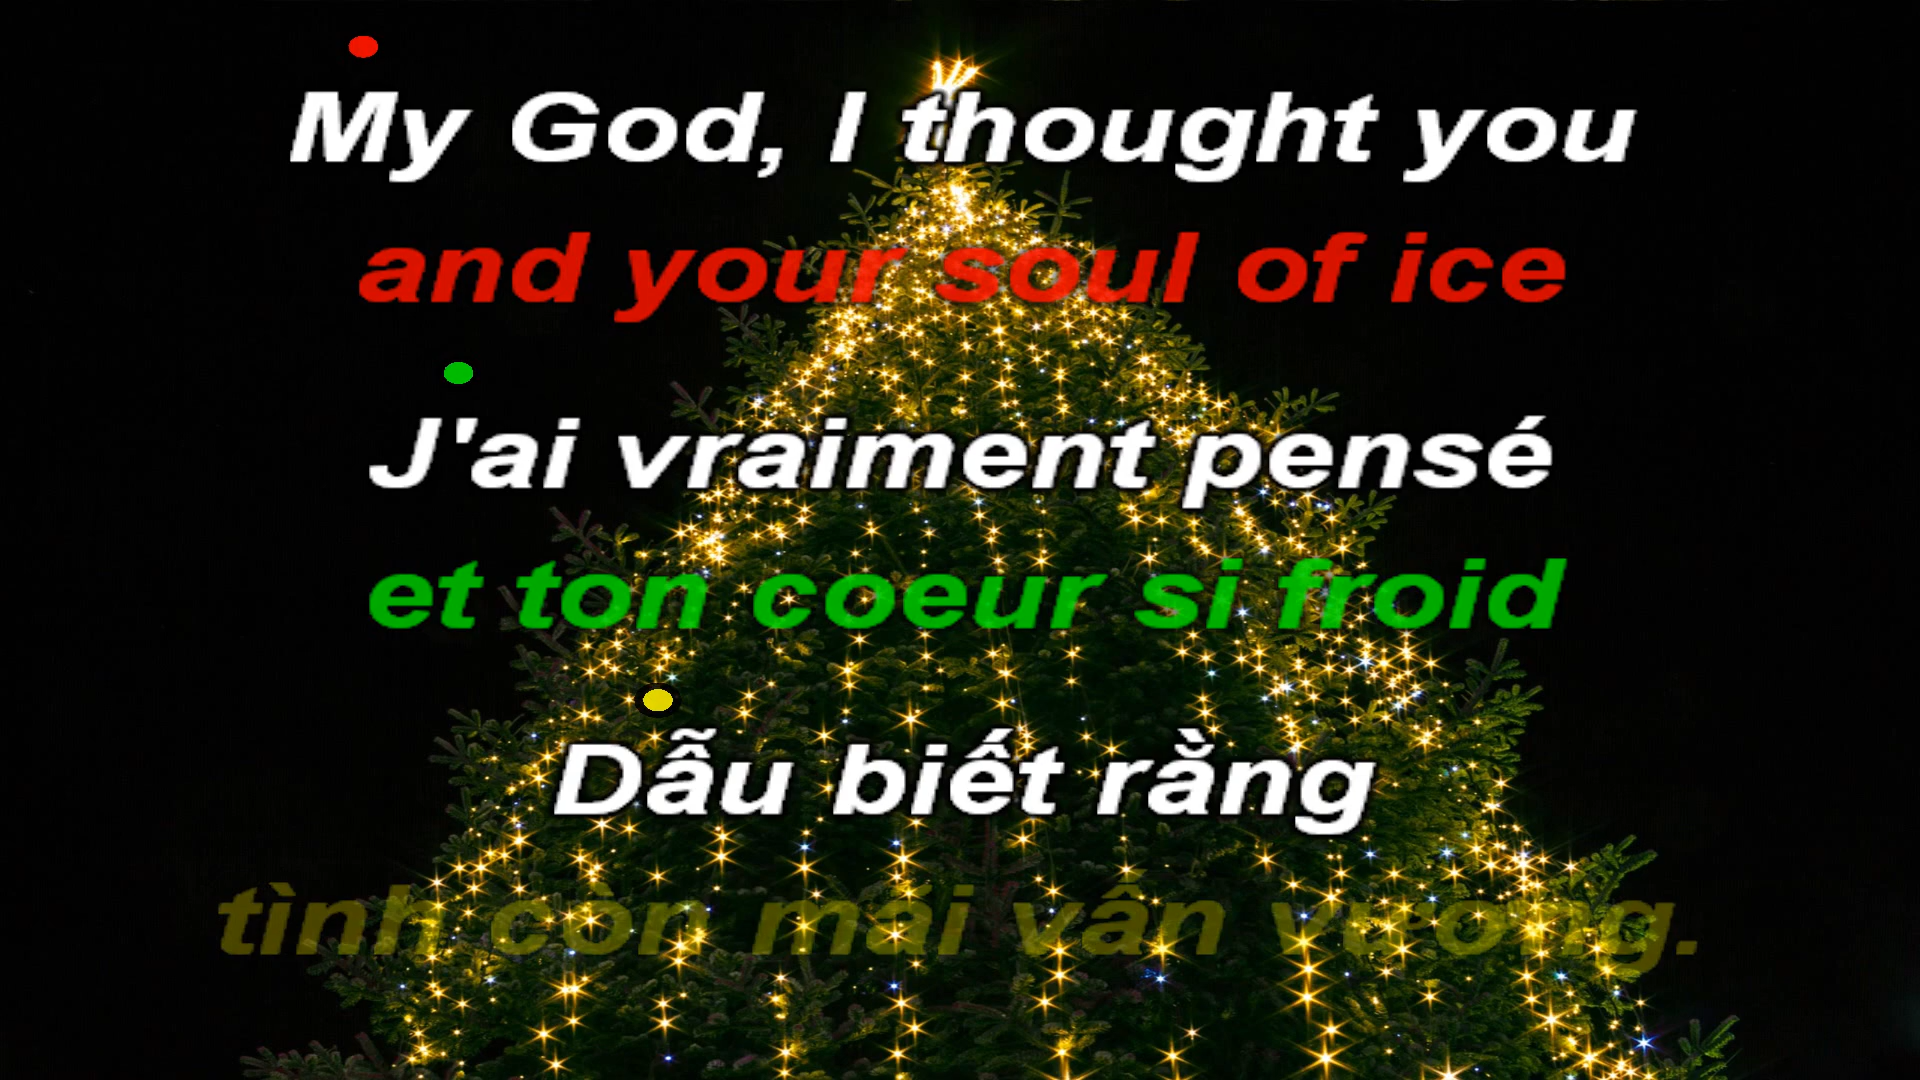 My God, I thought you
and your soul of ice
J'ai vraiment pensé
et ton coeur si froid
Dẫu biết rằng
tình còn mãi vấn vương.